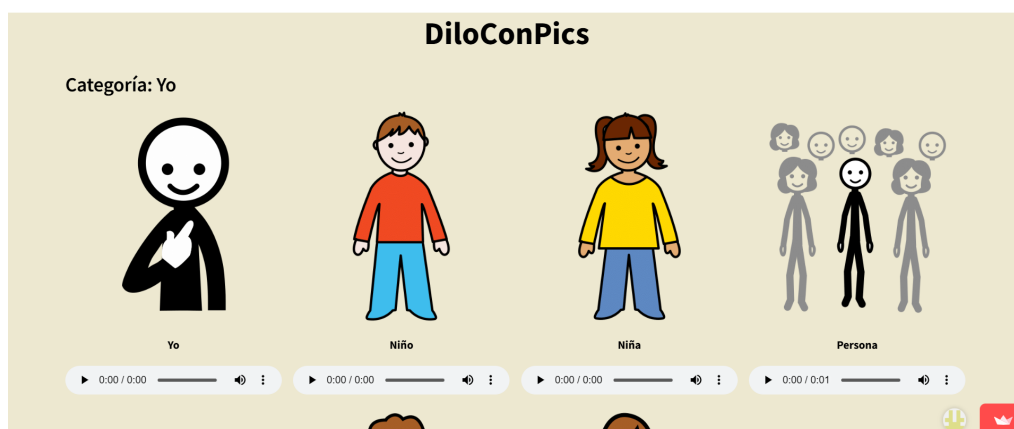 DiloConPics
Categoría: Yo
Yo
Niño
Niña
Persona
0:00 / 0:00
0:00 / 0:00
0:00 / 0:00
0:00 / 0:01